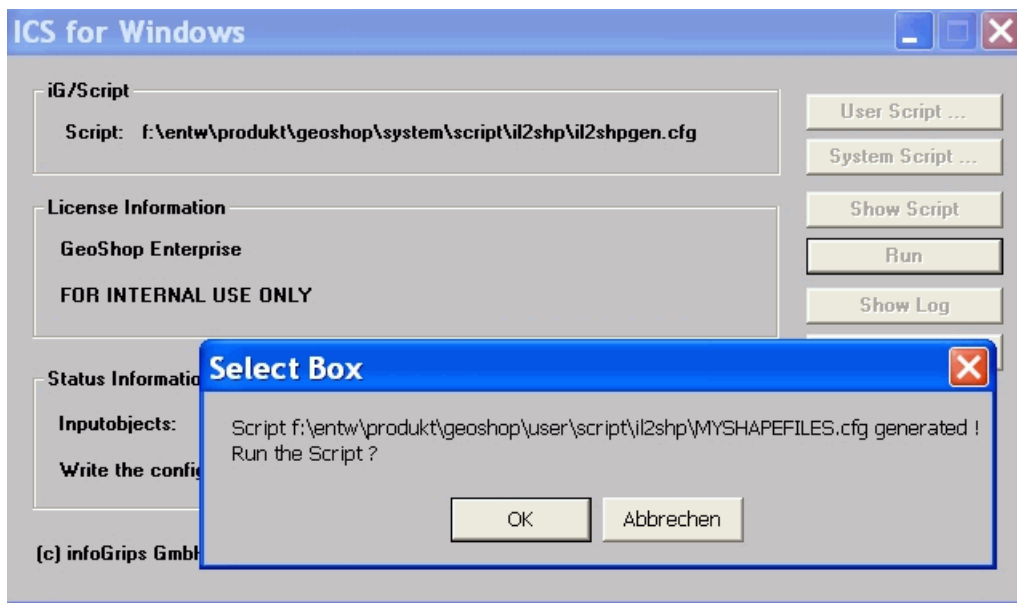 ICS for Windows
iG/Script
Script: f:\entw\produkt\geoshop\system\script\il2shp\il2shpgen.cfg
User Script ...
System Script ...
License Information
GeoShop Enterprise
FOR INTERNAL USE ONLY
Show Script
Run
Show Log
Status Informatio
Inputobjects:
Write the config
(c) infoGrips GmbH
Select Box
Script f:\entw\produkt\geoshop\user\script\il2shp\MYSHAPEFILES.cfg generated !
Run the Script ?
OK
Abbrechen